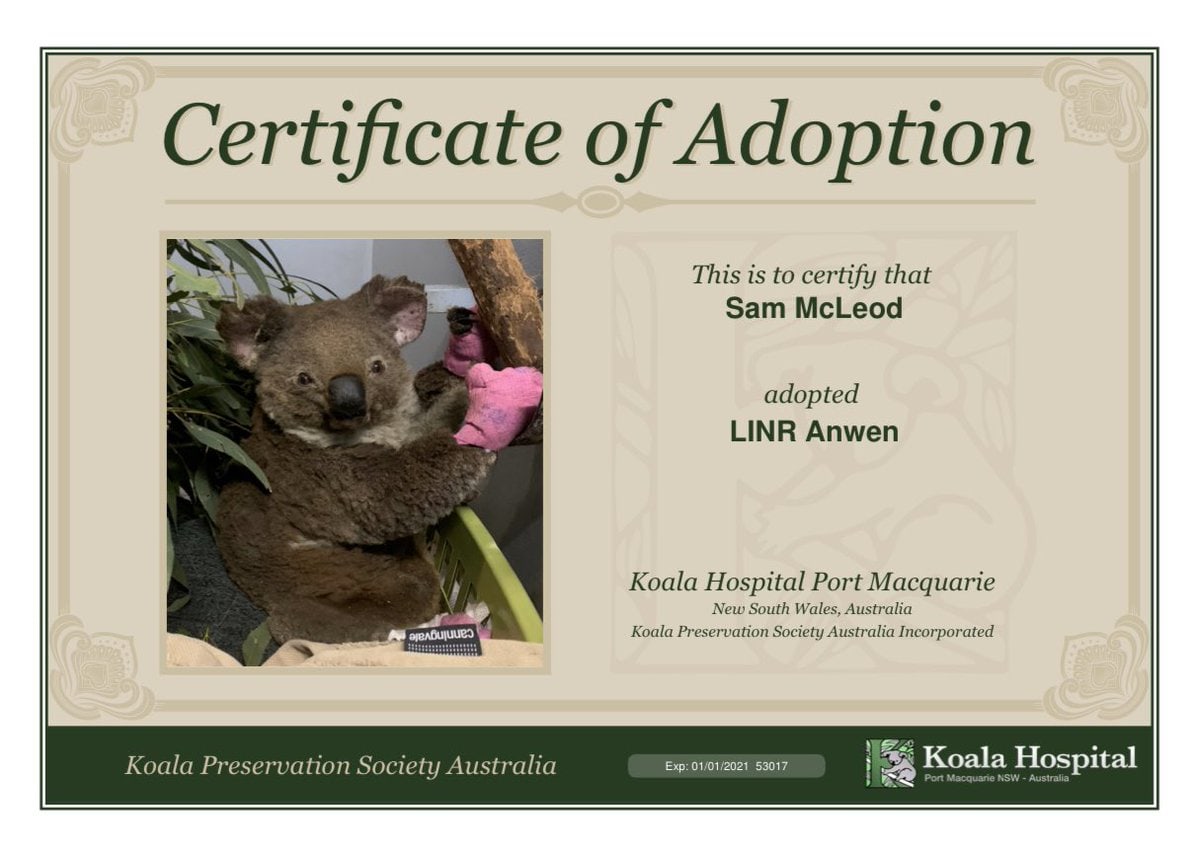 Certificate of Adoption
This is to certify that
Sam McLeod
adopted
LINR Anwen
Koala Hospital Port Macquarie
New South Wales, Australia
Koala Preservation Society Australia Incorporated
canningvale
Koala Preservation Society Australia
Exp: 01/01/2021 53017
Koala Hospital
Port Macquarie NSW - Australia